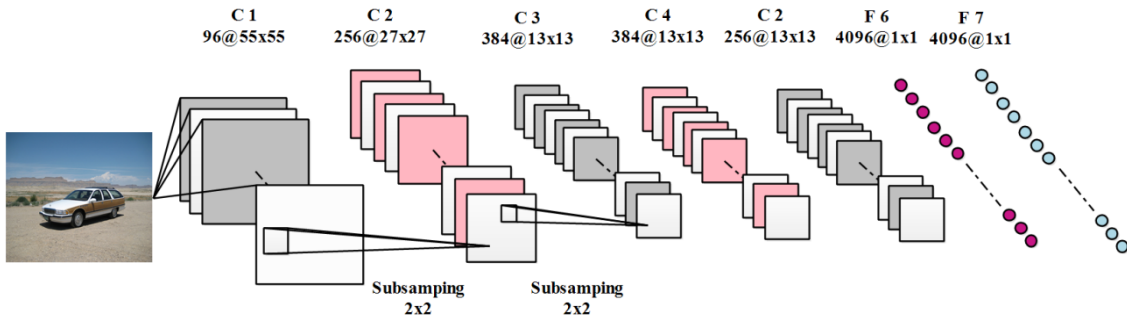 C 1
96@55x55
C 2
256@27x27
C 3
384@13x13
C 4
384@13x13
C 2
256@13x13
F 6
4096@1x1
F 7
4096@1x1
Subsamping
2x2
Subsamping
2x2